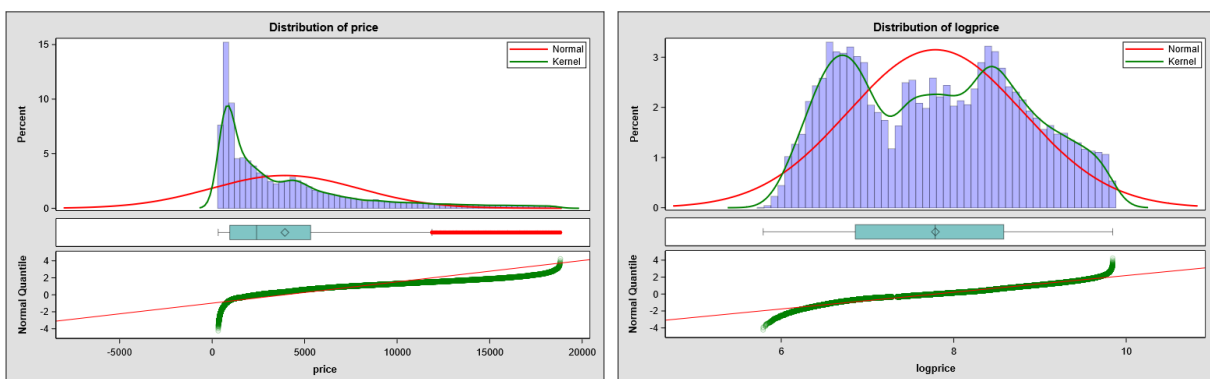 Distribution of price
15
10
5
0
Percent
Normal
Kernel
4
2
0
-2
-4
Normal Quantile
-5000 0 5000 10000 15000 20000
price
Distribution of logprice
3
2
1
0
Percent
Normal
Kernel
4
2
0
-2
-4
Normal Quantile
6 8 10
logprice